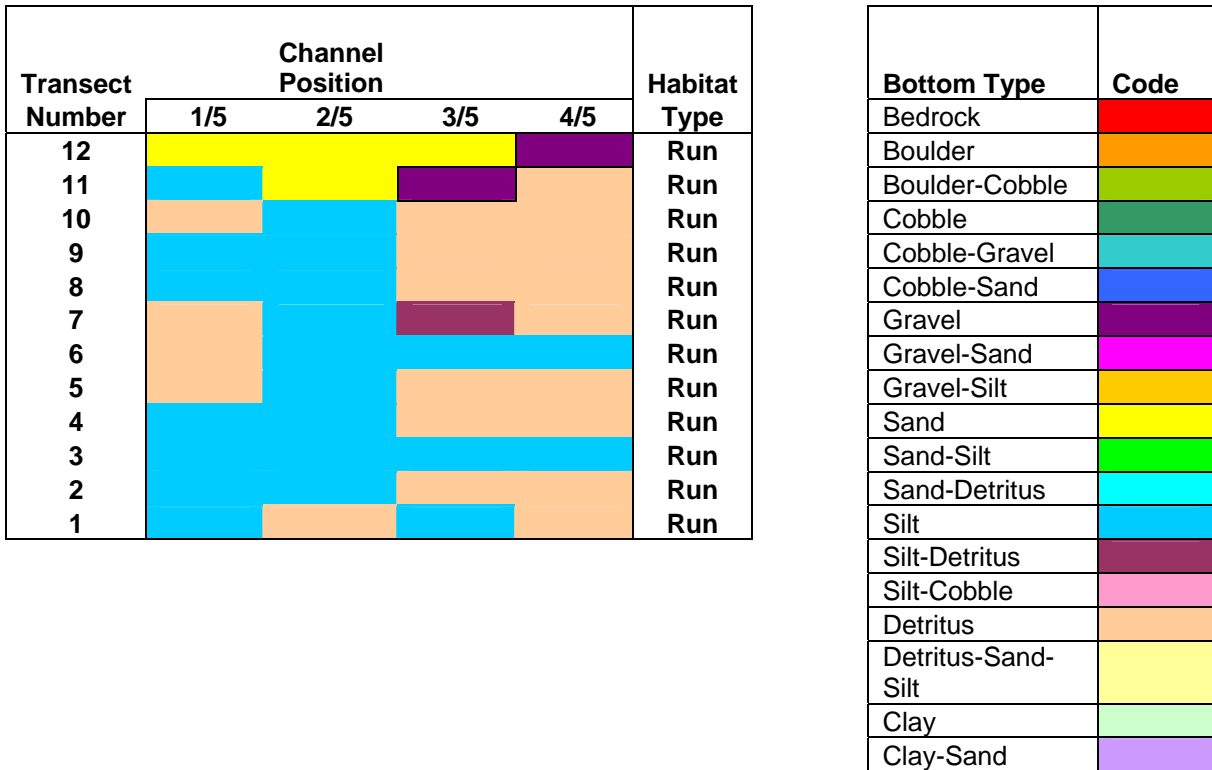 Channel
Transect Position Habitat
Number 1/5 2/5 3/5 4/5 Type
12 Run
11 Run
10 Run
9 Run
8 Run
7 Run
6 Run
5 Run
4 Run
3 Run
2 Run
1 Run
Bottom Type Code
Bedrock
Boulder
Boulder-Cobble
Cobble
Cobble-Gravel
Cobble-Sand
Gravel
Gravel-Sand
Gravel-Silt
Sand
Sand-Silt
Sand-Detritus
Silt
Silt-Detritus
Silt-Cobble
Detritus
Detritus-Sand-
Silt
Clay
Clay-Sand